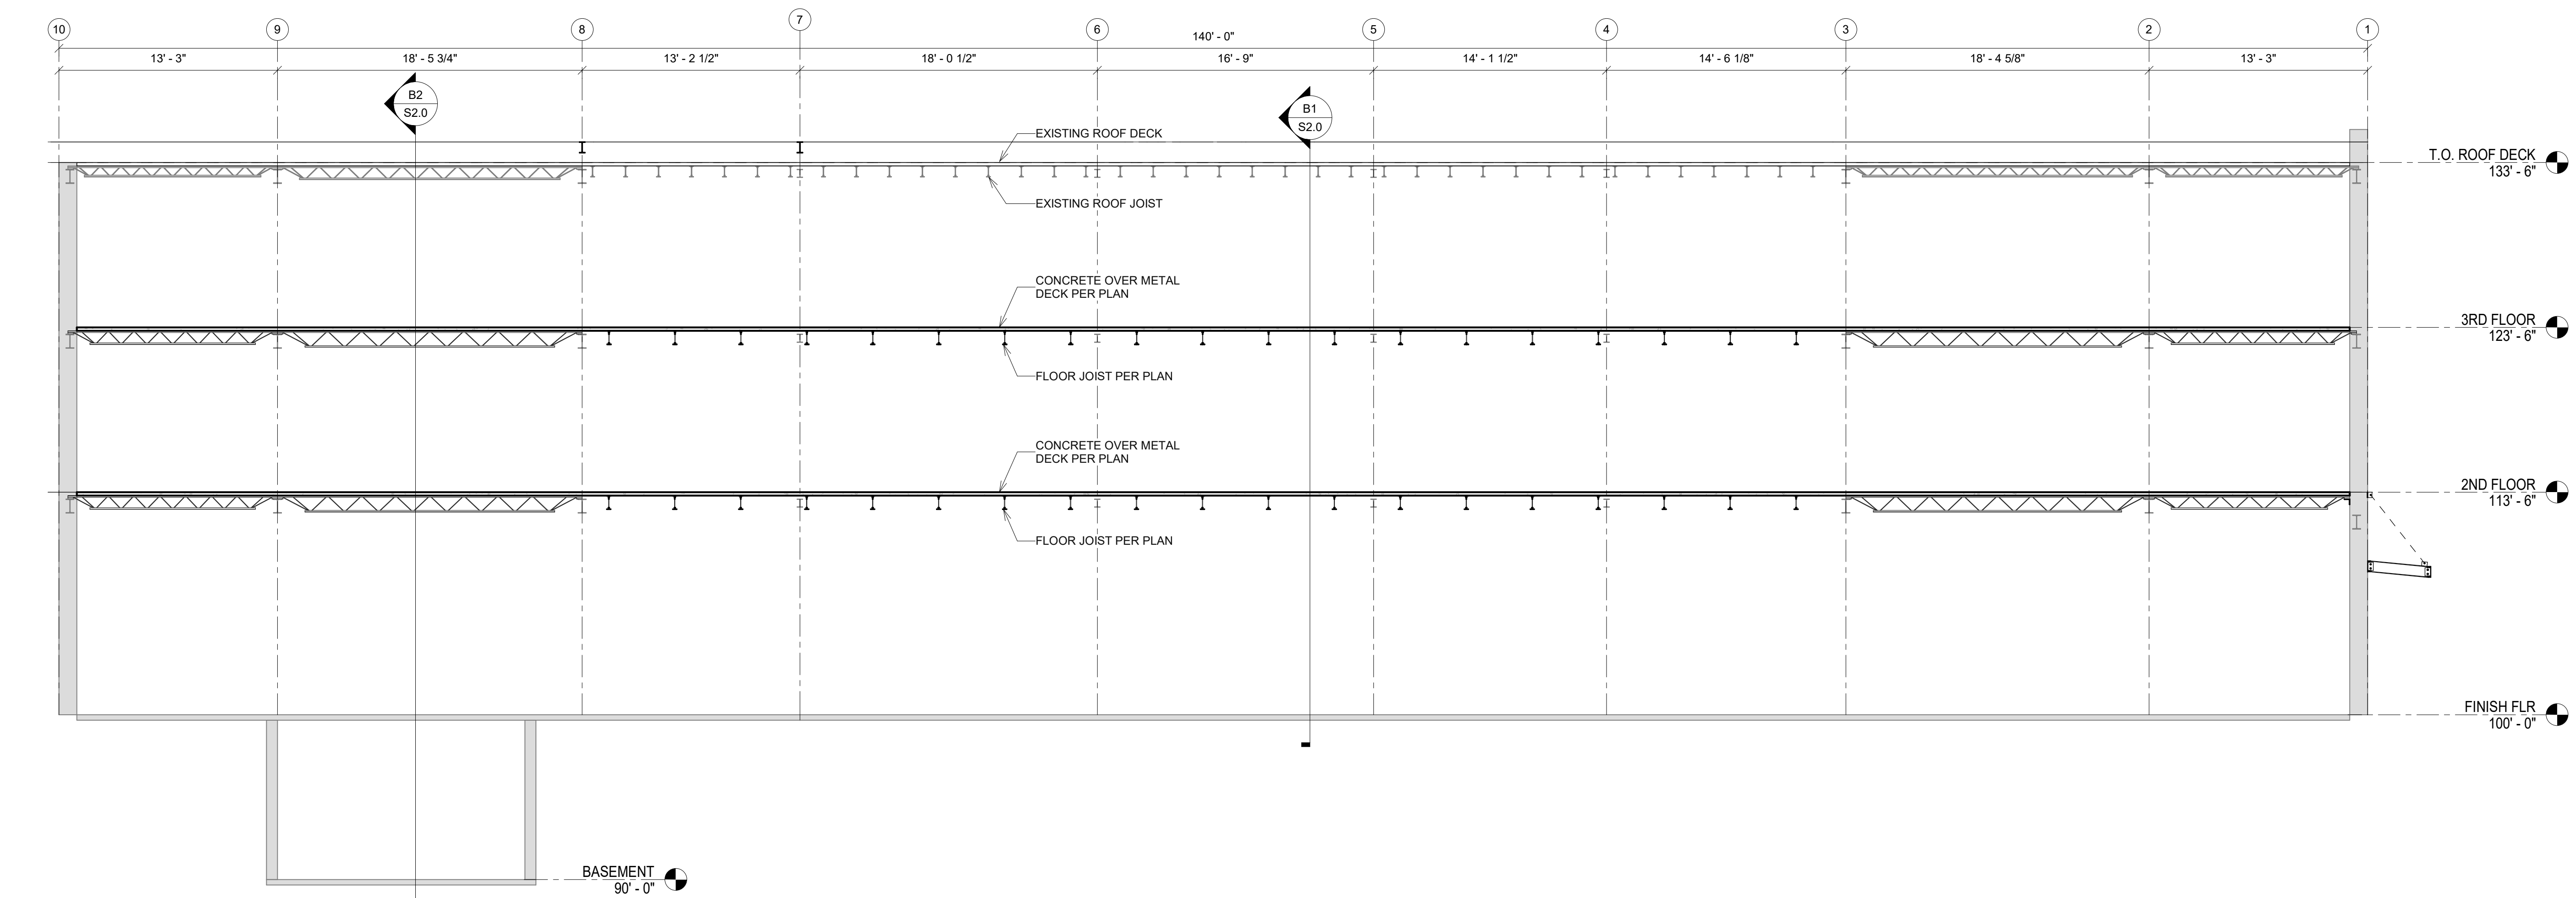 10
9
8
7
6
5
4
3
2
1
140' - 0"
13' - 3"
18' - 5 3/4"
13' - 2 1/2"
18' - 0 1/2"
16' - 9"
14' - 1 1/2"
14' - 6 1/8"
18' - 4 5/8"
13' - 3"
B2
S2.0
B1
S2.0
EXISTING ROOF DECK
T.O. ROOF DECK
133' - 6"
EXISTING ROOF JOIST
CONCRETE OVER METAL
DECK PER PLAN
3RD FLOOR
123' - 6"
FLOOR JOIST PER PLAN
CONCRETE OVER METAL
DECK PER PLAN
2ND FLOOR
113' - 6"
FLOOR JOIST PER PLAN
FINISH FLR
100' - 0"
BASEMENT
90' - 0"